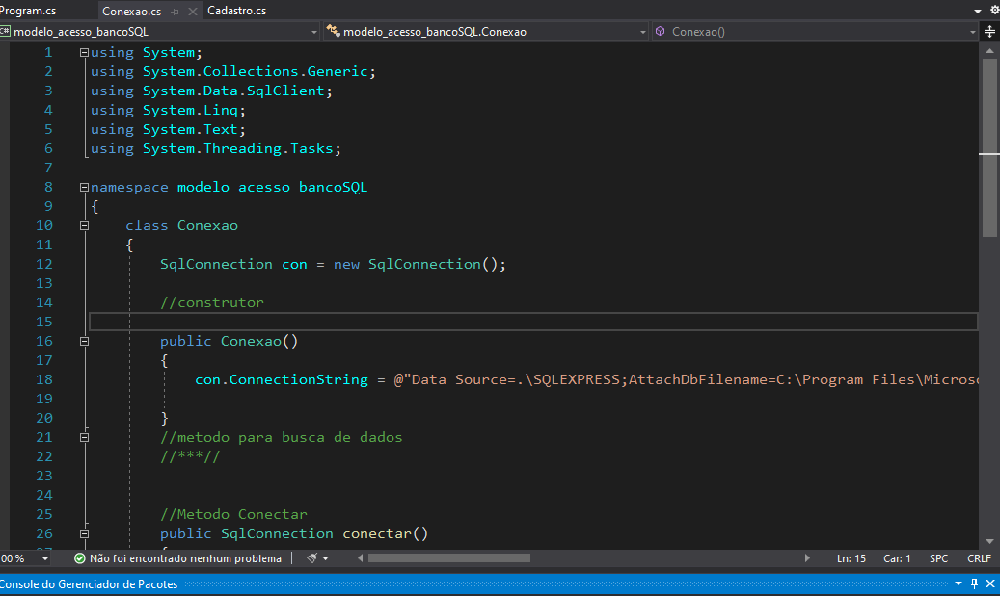 Program.cs Conexao.cs Cadastro.cs
C# modelo_acesso_bancoSQL modelo_acesso_bancoSQL.Conexao Conexao()
1 using System;
2 using System.Collections.Generic;
3 using System.Data.SqlClient;
4 using System.Linq;
5 using System.Text;
6 using System.Threading.Tasks;
7
8 namespace modelo_acesso_bancoSQL
9 {
10 class Conexao
11 {
12 SqlConnection con = new SqlConnection();
13
14 //construtor
15
16 public Conexao()
17 {
18 con.ConnectionString = @"Data Source=.\SQLEXPRESS;AttachDbFilename=C:\Program Files\Microso
19
20 }
21 //metodo para busca de dados
22 //***//
23
24
25 //Metodo Conectar
26 public SqlConnection conectar()
00 % Não foi encontrado nenhum problema Ln: 15 Car: 1 SPC CRLF
Console do Gerenciador de Pacotes